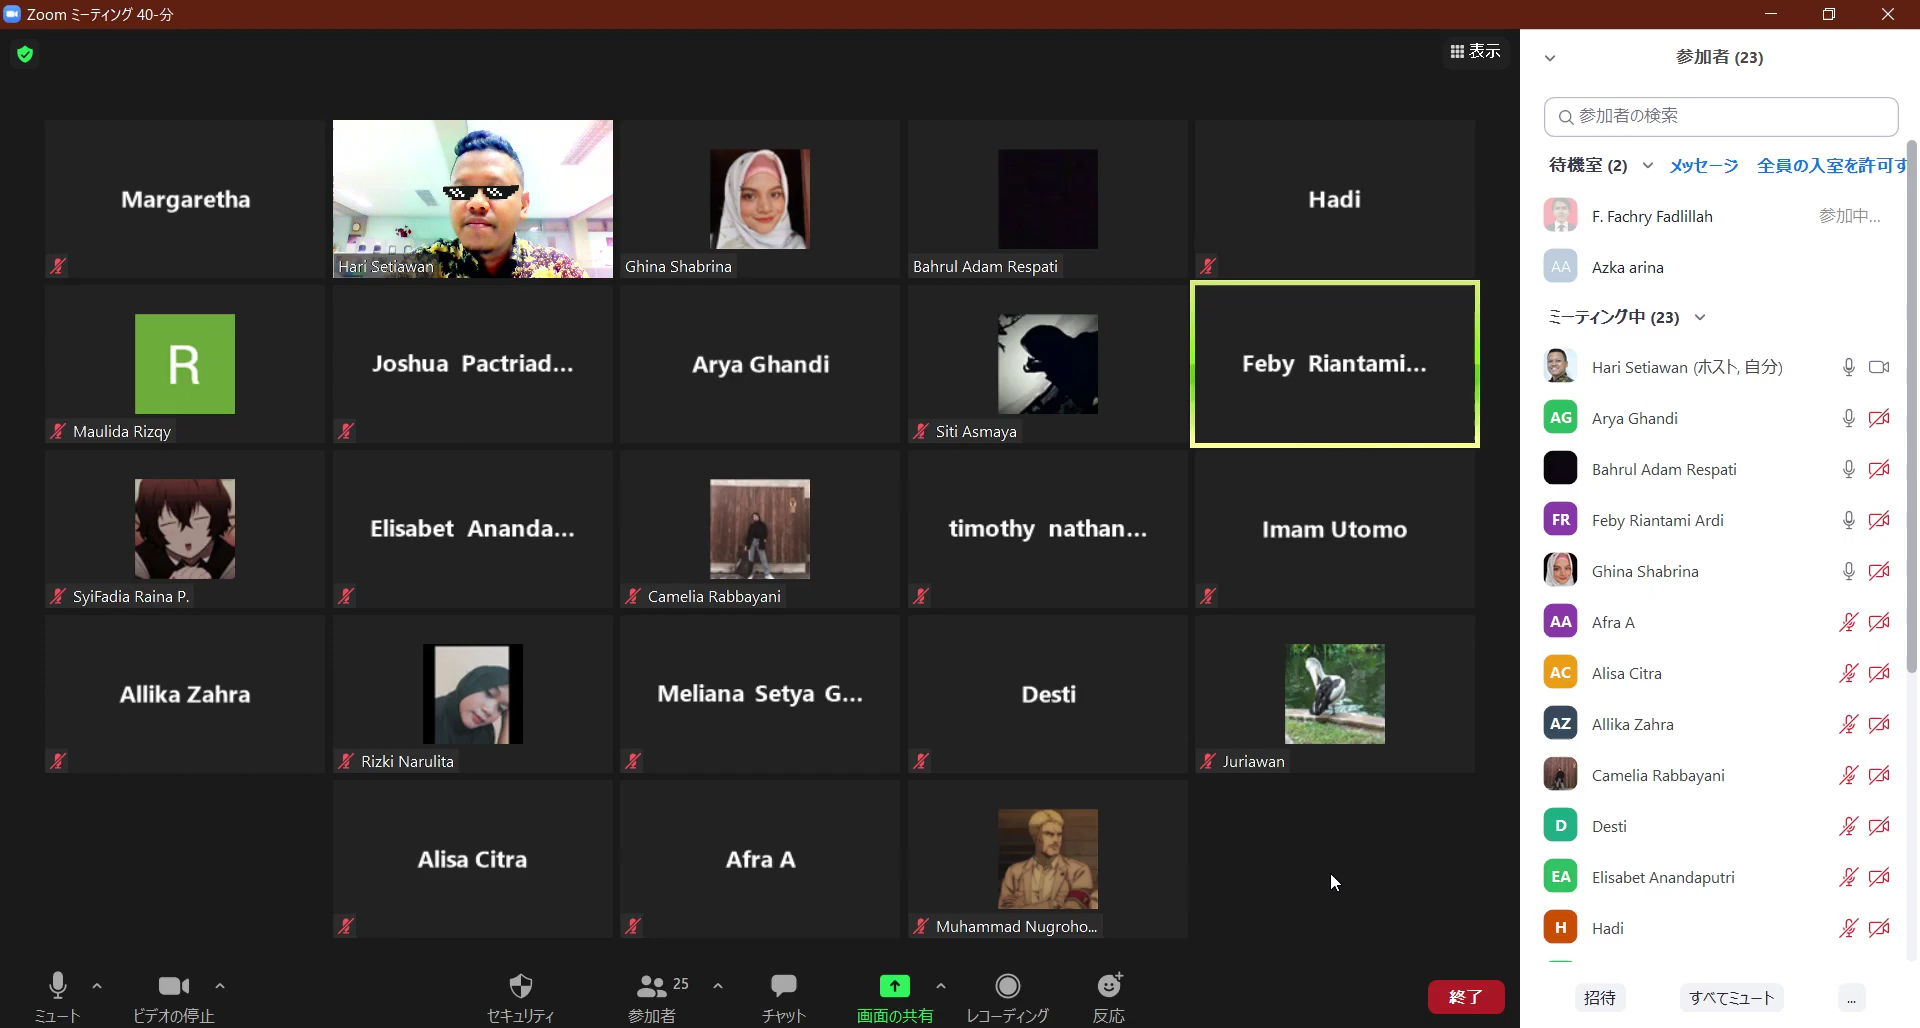 Zoom ミーティング 40-分
表示
Margaretha
Hari Setiawan
Ghina Shabrina
Bahrul Adam Respati
Hadi
R
Maulida Rizqy
Joshua Pactriad...
Arya Ghandi
Siti Asmaya
Feby Riantami...
SyiFadia Raina P.
Elisabet Ananda...
Camelia Rabbayani
timothy nathan...
Imam Utomo
Allika Zahra
Rizki Narulita
Meliana Setya G...
Desti
Juriawan
Alisa Citra
Afra A
Muhammad Nugroho...
ミュート
ビデオの停止
セキュリティ
25
参加者
チャット
画面の共有
レコーディング
反応
終了
参加者 (23)
参加者の検索
待機室 (2) メッセージ 全員の入室を許可す
F. Fachry Fadlillah 参加中...
AA Azka arina
ミーティング中 (23)
Hari Setiawan (ホスト, 自分)
AG Arya Ghandi
Bahrul Adam Respati
FR Feby Riantami Ardi
Ghina Shabrina
AA Afra A
AC Alisa Citra
AZ Allika Zahra
Camelia Rabbayani
D Desti
EA Elisabet Anandaputri
H Hadi
招待 すべてミュート ...